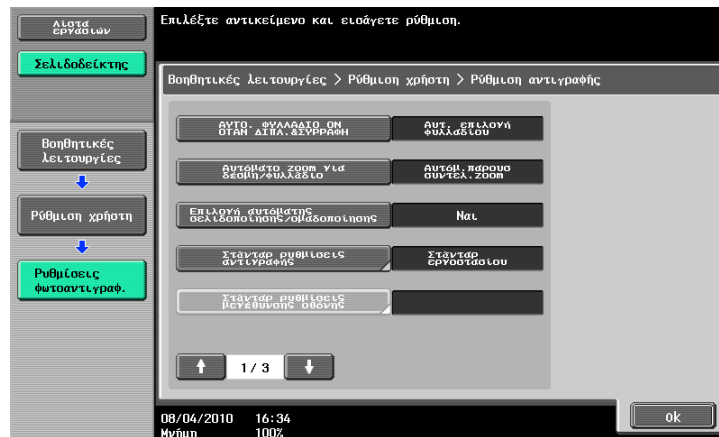 Λίστα
εργασιών
Επιλέξτε αντικείμενο και εισάγετε ρύθμιση.
Σελιδοδείκτης
Βοηθητικές λειτουργίες > Ρύθμιση χρήστη > Ρύθμιση αντιγραφής
ΑΥΤΟ. ΦΥΛΛΑΔΙΟ ON
ΟΤΑΝ ΔΙΠΛ.&ΣΥΡΡΑΦΗ
Αυτ. επιλογή
φυλλαδίου
Βοηθητικές
λειτουργίες
Αυτόματο zoom για
δέσμη/φυλλάδιο
Αυτόμ.παρουσ
συντελ.zoom
Ρύθμιση χρήστη
Επιλογή αυτόματης
σελιδοποίησης/ομαδοποίησης
Ναι
Ρυθμίσεις
φωτοαντιγραφ.
Στάνταρ ρυθμίσεις
αντιγραφής
Στάνταρ
εργοστασίου
Στάνταρ ρυθμίσεις
μεγέθυνσης οθόνης
1/ 3
08/04/2010 16:34
Μνήμη 100%
ok